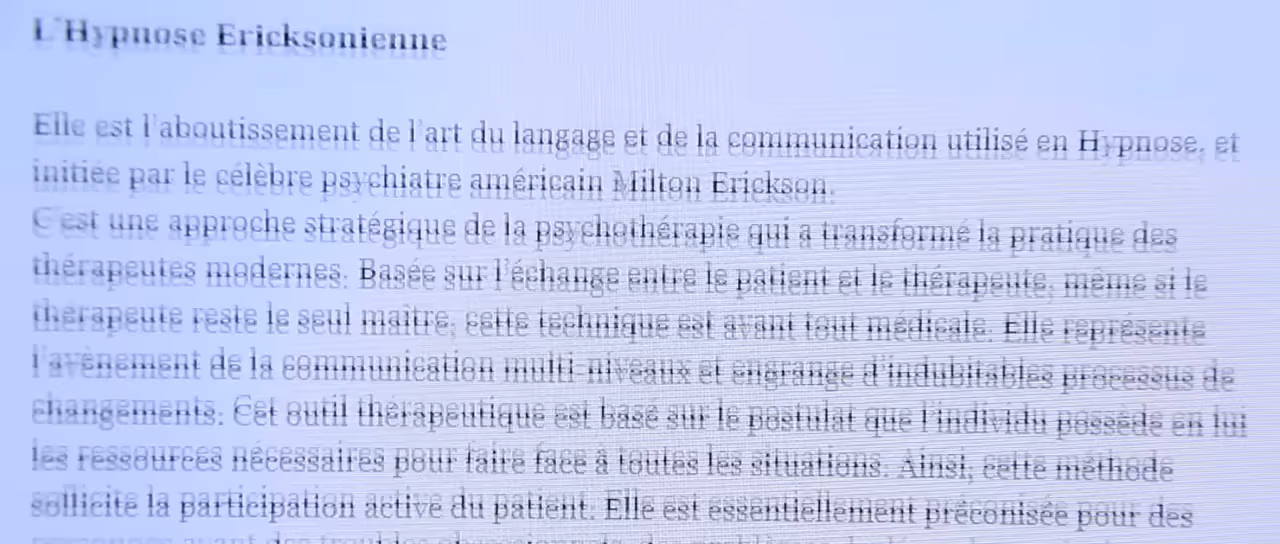 L'Hypnose Ericksonienne
Elle est l'aboutissement de l'art du langage et de la communication utilisé en Hypnose, et
initiée par le célèbre psychiatre américain Milton Erickson.
C'est une approche stratégique de la psychothérapie qui a transformé la pratique des
thérapeutes modernes. Basée sur l'échange entre le patient et le thérapeute, même si le
thérapeute reste le seul maître, cette technique est avant tout médicale. Elle représente
l'avènement de la communication multi-niveaux et engrange d'indubitables processus de
changements. Cet outil thérapeutique est basé sur le postulat que l'individu possède en lui
les ressources nécessaires pour faire face à toutes les situations. Ainsi, cette méthode
sollicite la participation active du patient. Elle est essentiellement préconisée pour des